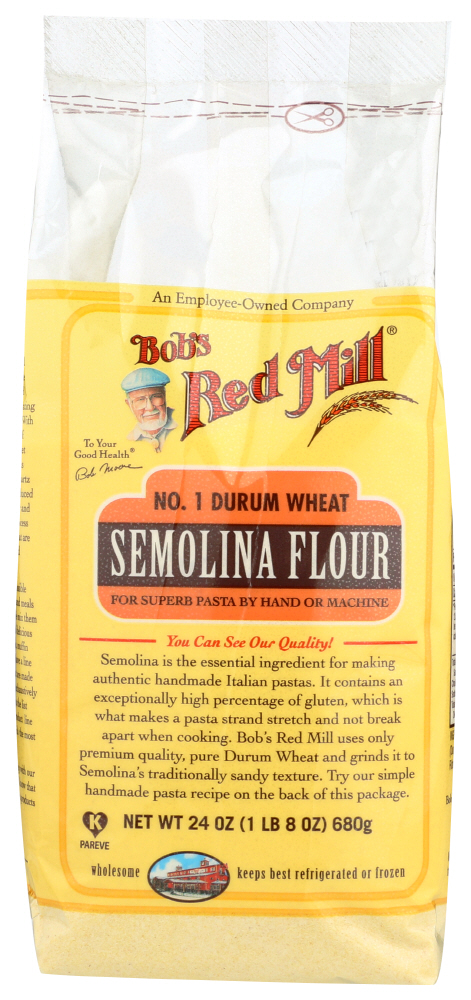 An Employee-Owned Company
Bob's
Red Mill®
To Your
Good Health®
Bob Moore
NO. 1 DURUM WHEAT
SEMOLINA FLOUR
FOR SUPERB PASTA BY HAND OR MACHINE
You Can See Our Quality!
Semolina is the essential ingredient for making
authentic handmade Italian pastas. It contains an
exceptionally high percentage of gluten, which is
what makes a pasta strand stretch and not break
apart when cooking. Bob's Red Mill uses only
premium quality, pure Durum Wheat and grinds it to
Semolina's traditionally sandy texture. Try our simple
handmade pasta recipe on the back of this package.
K
PAREVE
NET WT 24 OZ (1 LB 8 OZ) 680g
wholesome
keeps best refrigerated or frozen